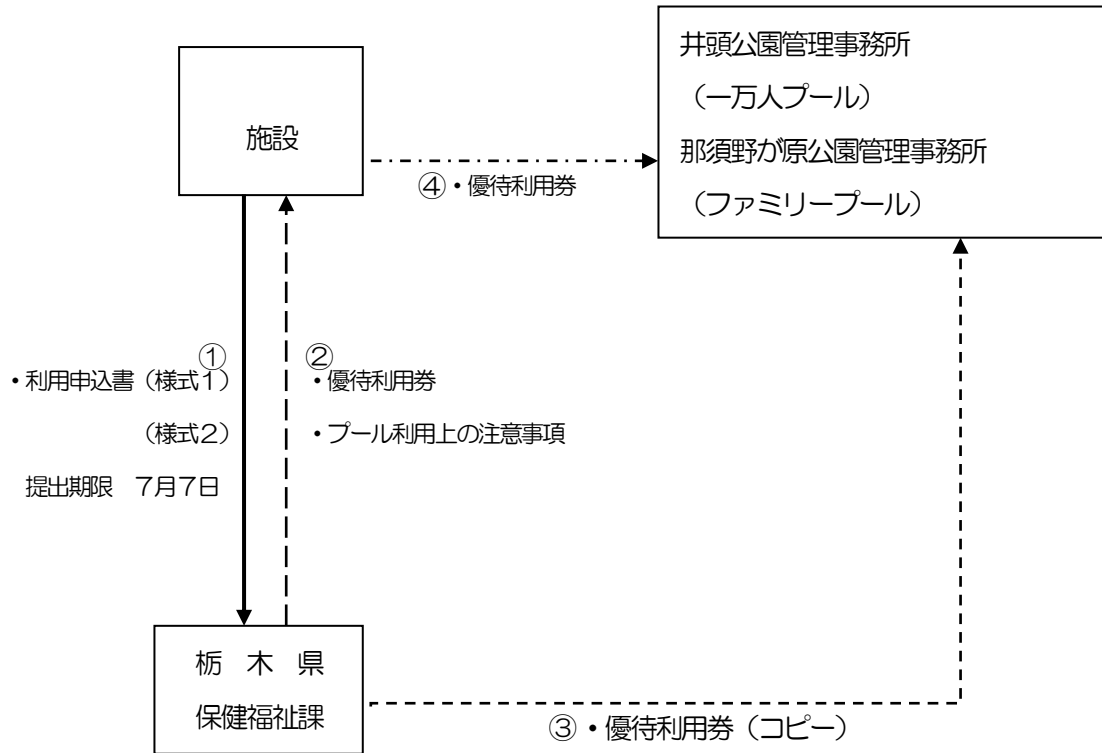 井頭公園管理事務所
（一万人プール）
那須野が原公園管理事務所
（ファミリープール）
施設
④・優待利用券
①
・利用申込書（様式１）
（様式２）
提出期限　７月７日
②
・優待利用券
・プール利用上の注意事項
栃　木　県
保健福祉課
③・優待利用券（コピー）